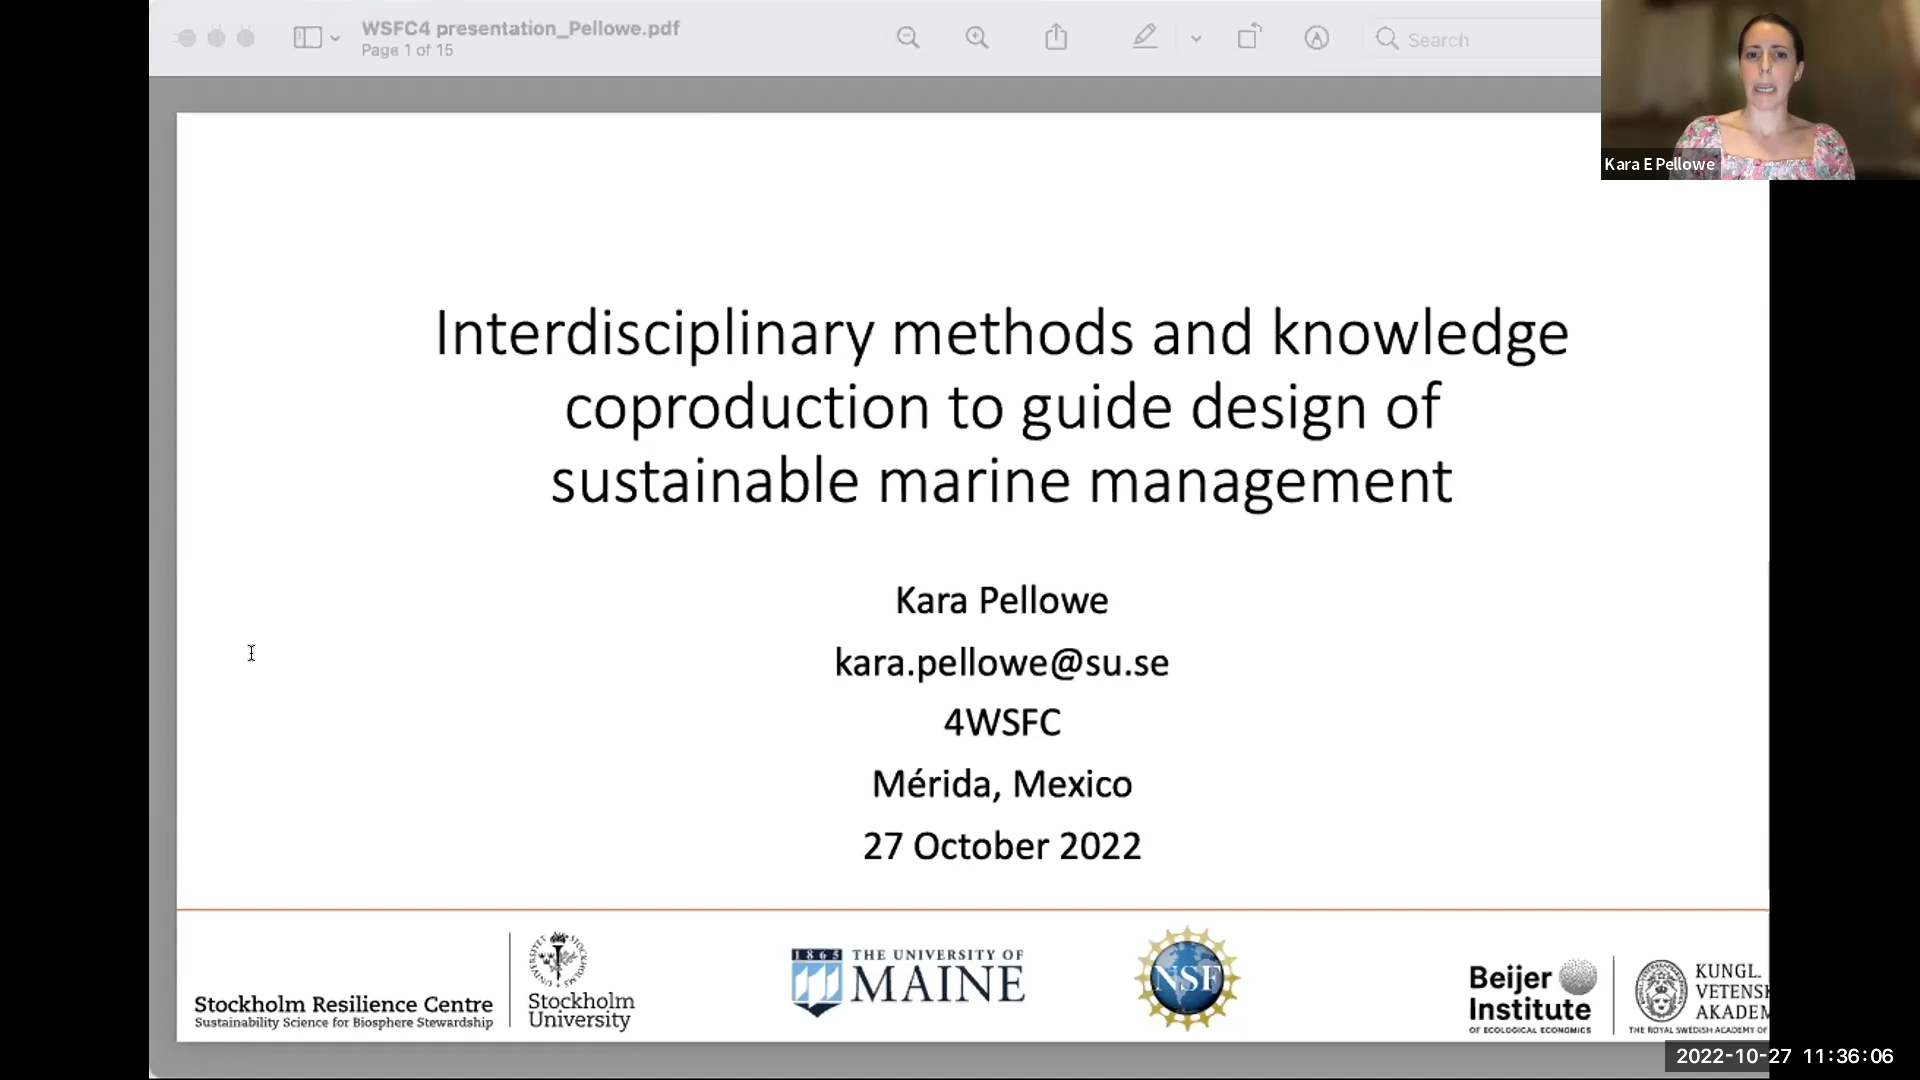 WSFC4 presentation_Pellowe.pdf
Page 1 of 15
Search
Kara E Pellowe
Interdisciplinary methods and knowledge
coproduction to guide design of
sustainable marine management
Kara Pellowe
kara.pellowe@su.se
4WSFC
Mérida, Mexico
27 October 2022
Stockholm Resilience Centre
Sustainability Science for Biosphere Stewardship
Stockholm
University
1865
THE UNIVERSITY OF
MAINE
NSF
Beijer
Institute
OF ECOLOGICAL ECONOMICS
KUNGL.
VETENSK
AKADEM
THE ROYAL SWEDISH ACADEMY OF
2022-10-27 11:36:06